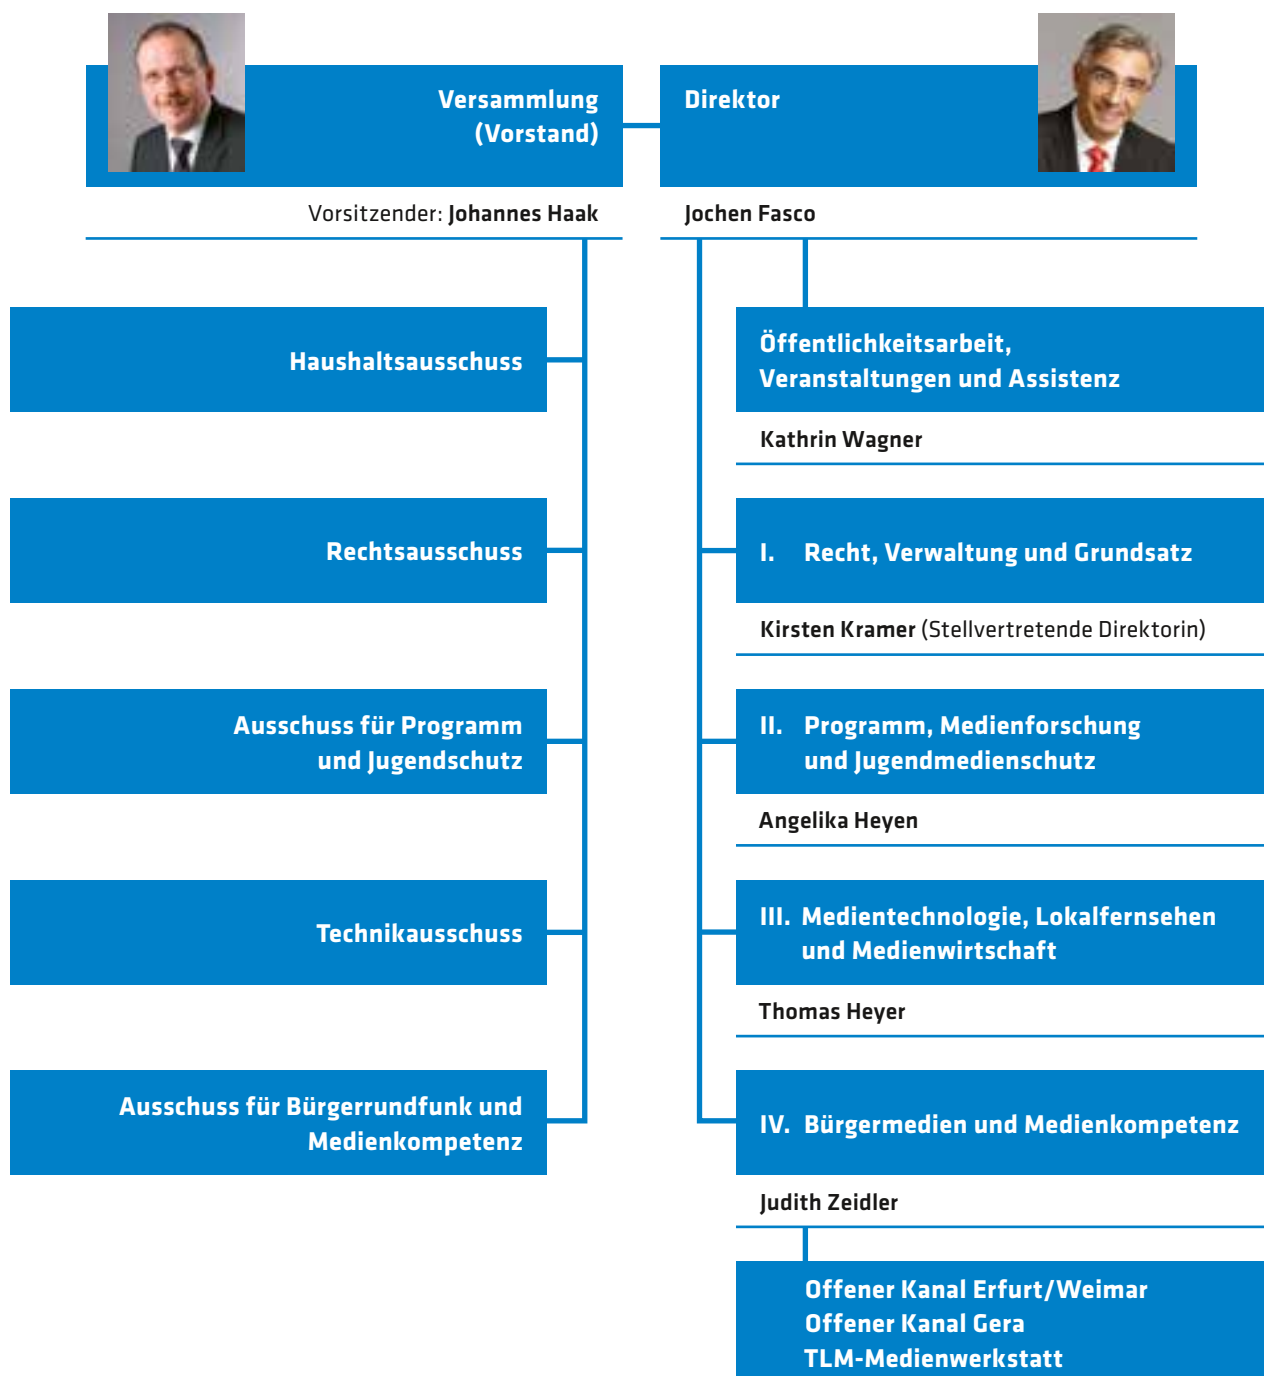 Versammlung
(Vorstand)
Vorsitzender: Johannes Haak
Haushaltsausschuss
Rechtsausschuss
Ausschuss für Programm
und Jugendschutz
Technikausschuss
Ausschuss für Bürgerrundfunk und
Medienkompetenz
Direktor
Jochen Fasco
Öffentlichkeitsarbeit,
Veranstaltungen und Assistenz
Kathrin Wagner
I. Recht, Verwaltung und Grundsatz
Kirsten Kramer (Stellvertretende Direktorin)
II. Programm, Medienforschung
und Jugendmedienschutz
Angelika Heyen
III. Medientechnologie, Lokalfernsehen
und Medienwirtschaft
Thomas Heyer
IV. Bürgermedien und Medienkompetenz
Judith Zeidler
Offener Kanal Erfurt/Weimar
Offener Kanal Gera
TLM-Medienwerkstatt